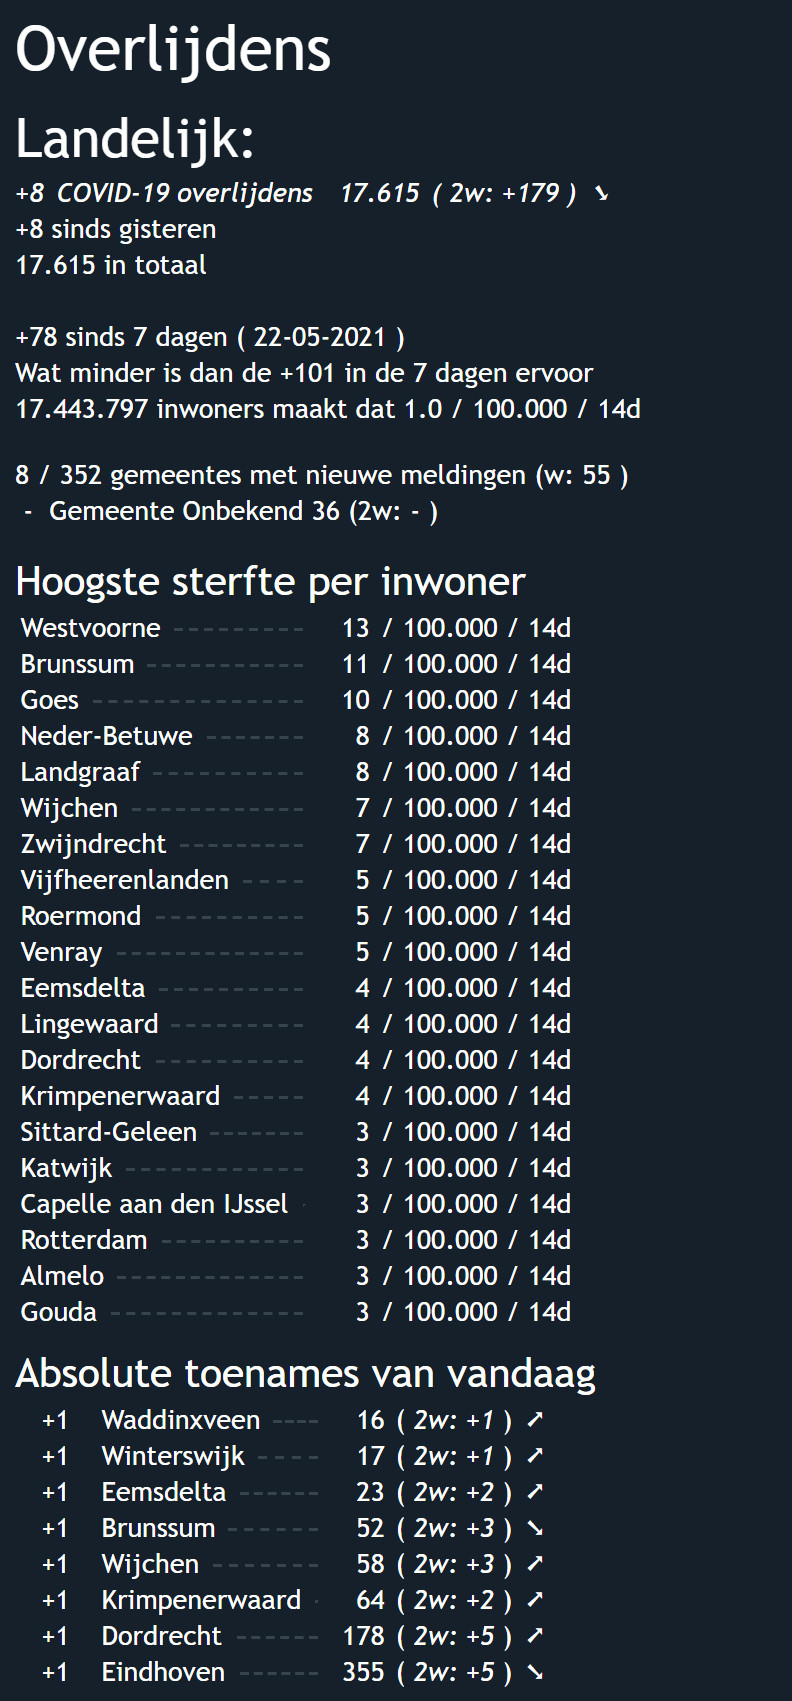 Overlijdens
Landelijk:
+8 COVID-19 overlijdens 17.615 ( 2w: +179 ) ➘
+8 sinds gisteren
17.615 in totaal
+78 sinds 7 dagen ( 22-05-2021 )
Wat minder is dan de +101 in de 7 dagen ervoor
17.443.797 inwoners maakt dat 1.0 / 100.000 / 14d
8 / 352 gemeentes met nieuwe meldingen (w: 55 )
- Gemeente Onbekend 36 (2w: - )
Hoogste sterfte per inwoner
Westvoorne --------- 13 / 100.000 / 14d
Brunssum ----------- 11 / 100.000 / 14d
Goes -------------- 10 / 100.000 / 14d
Neder-Betuwe ------- 8 / 100.000 / 14d
Landgraaf ---------- 8 / 100.000 / 14d
Wijchen ------------ 7 / 100.000 / 14d
Zwijndrecht --------- 7 / 100.000 / 14d
Vijfheerenlanden ---- 5 / 100.000 / 14d
Roermond ---------- 5 / 100.000 / 14d
Venray ------------- 5 / 100.000 / 14d
Eemsdelta ---------- 4 / 100.000 / 14d
Lingewaard --------- 4 / 100.000 / 14d
Dordrecht ---------- 4 / 100.000 / 14d
Krimpenerwaard ----- 4 / 100.000 / 14d
Sittard-Geleen ------- 3 / 100.000 / 14d
Katwijk ------------ 3 / 100.000 / 14d
Capelle aan den IJssel - 3 / 100.000 / 14d
Rotterdam ---------- 3 / 100.000 / 14d
Almelo ------------- 3 / 100.000 / 14d
Gouda ------------- 3 / 100.000 / 14d
Absolute toenames van vandaag
+1 Waddinxveen ---- 16 ( 2w: +1 ) ➚
+1 Winterswijk ---- 17 ( 2w: +1 ) ➚
+1 Eemsdelta ------ 23 ( 2w: +2 ) ➚
+1 Brunssum ------ 52 ( 2w: +3 ) ➘
+1 Wijchen ------- 58 ( 2w: +3 ) ➚
+1 Krimpenerwaard - 64 ( 2w: +2 ) ➚
+1 Dordrecht ------ 178 ( 2w: +5 ) ➚
+1 Eindhoven ------ 355 ( 2w: +5 ) ➘